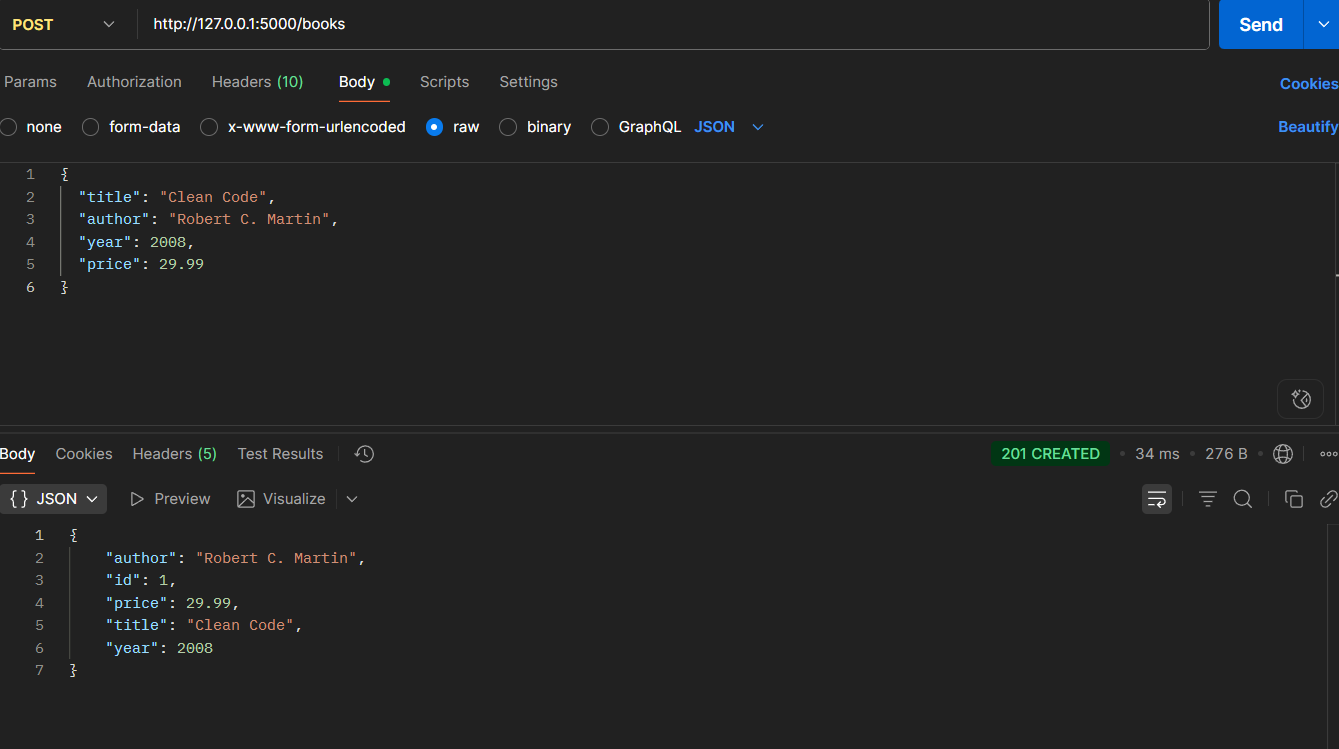 POST http://127.0.0.1:5000/books Send
Params Authorization Headers (10) Body Scripts Settings Cookies
none form-data x-www-form-urlencoded raw binary GraphQL JSON Beautify
1 {
2 "title": "Clean Code",
3 "author": "Robert C. Martin",
4 "year": 2008,
5 "price": 29.99
6 }
Body Cookies Headers (5) Test Results 201 CREATED • 34 ms • 276 B •
{} JSON Preview Visualize
1 {
2 "author": "Robert C. Martin",
3 "id": 1,
4 "price": 29.99,
5 "title": "Clean Code",
6 "year": 2008
7 }